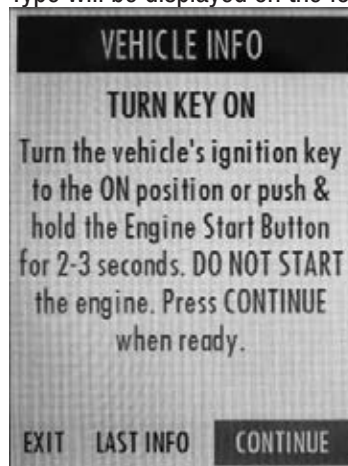 VEHICLE INFO
TURN KEY ON
Turn the vehicle's ignition key
to the ON position or push &
hold the Engine Start Button
for 2-3 seconds. DO NOT START
the engine. Press CONTINUE
when ready.
EXIT LAST INFO CONTINUE